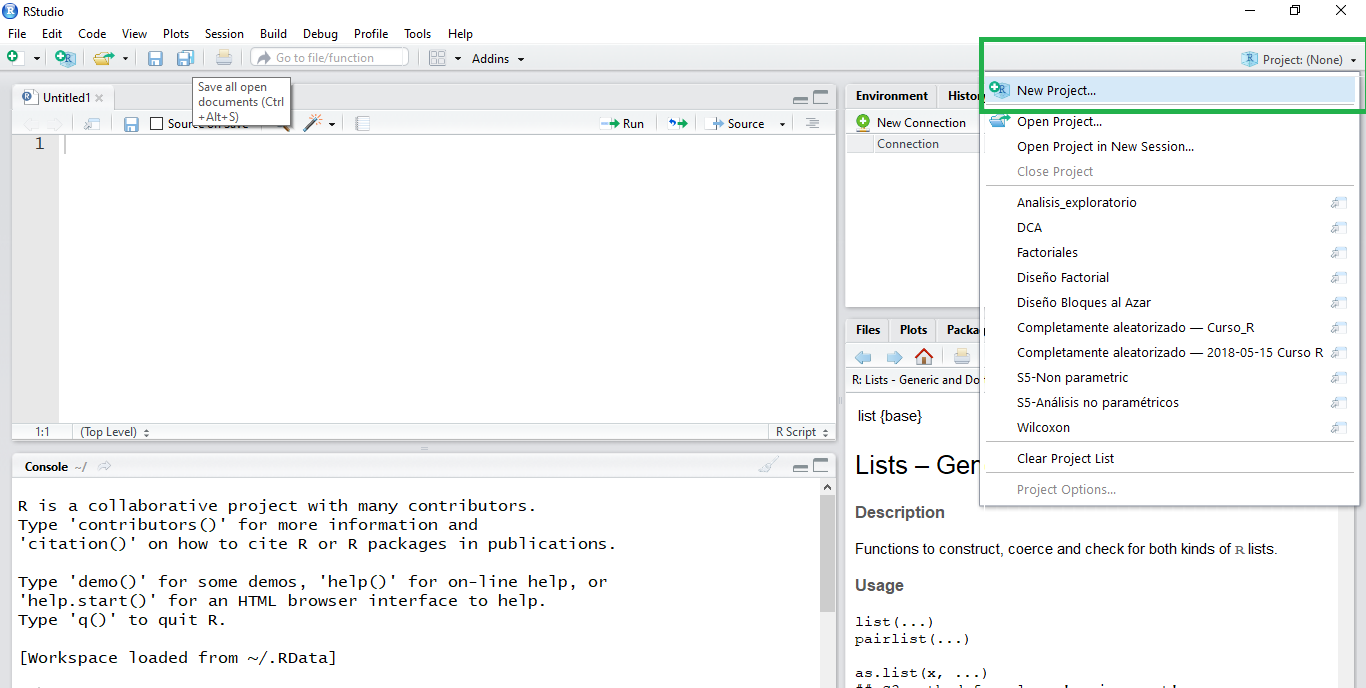 RStudio
File Edit Code View Plots Session Build Debug Profile Tools Help
Go to file/function Addins
Project: (None)
Save all open
documents (Ctrl
+Alt+S)
Untitled1
Source on Save
Run Source
1
1:1 (Top Level) R Script
Console ~/
R is a collaborative project with many contributors.
Type 'contributors()' for more information and
'citation()' on how to cite R or R packages in publications.
Type 'demo()' for some demos, 'help()' for on-line help, or
'help.start()' for an HTML browser interface to help.
Type 'q()' to quit R.
[Workspace loaded from ~/.RData]
Environment Histor
New Connection
Connection
New Project...
Open Project...
Open Project in New Session...
Close Project
Analisis_exploratorio
DCA
Factoriales
Diseño Factorial
Diseño Bloques al Azar
Completamente aleatorizado — Curso_R
Completamente aleatorizado — 2018-05-15 Curso R
S5-Non parametric
S5-Análisis no paramétricos
Wilcoxon
Clear Project List
Project Options...
Files Plots Packa
R: Lists - Generic and Do
list {base}
Lists – Gen
Description
Functions to construct, coerce and check for both kinds of R lists.
Usage
list(...)
pairlist(...)
as.list(x, ...)